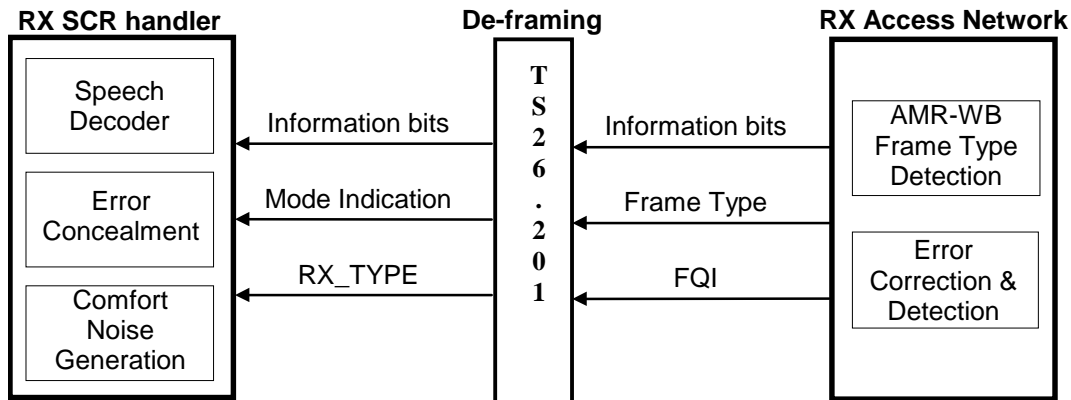 RX SCR handler
De-framing
RX Access Network
Speech
Decoder
Error
Concealment
Comfort
Noise
Generation
Information bits
Mode Indication
RX_TYPE
T
S
2
6
.
2
0
1
Information bits
Frame Type
FQI
AMR-WB
Frame Type
Detection
Error
Correction &
Detection